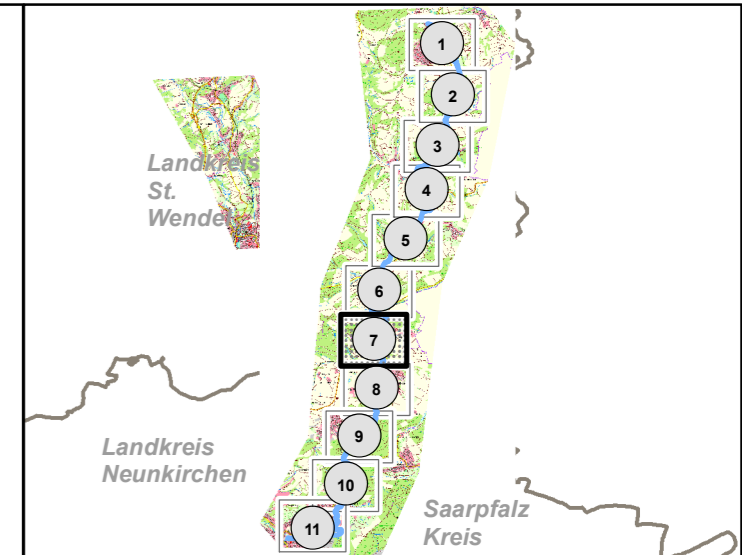 1
2
3
Landkreis
St.
Wendel
4
5
6
7
8
9
Landkreis
Neunkirchen
10
Saarpfalz
Kreis
11